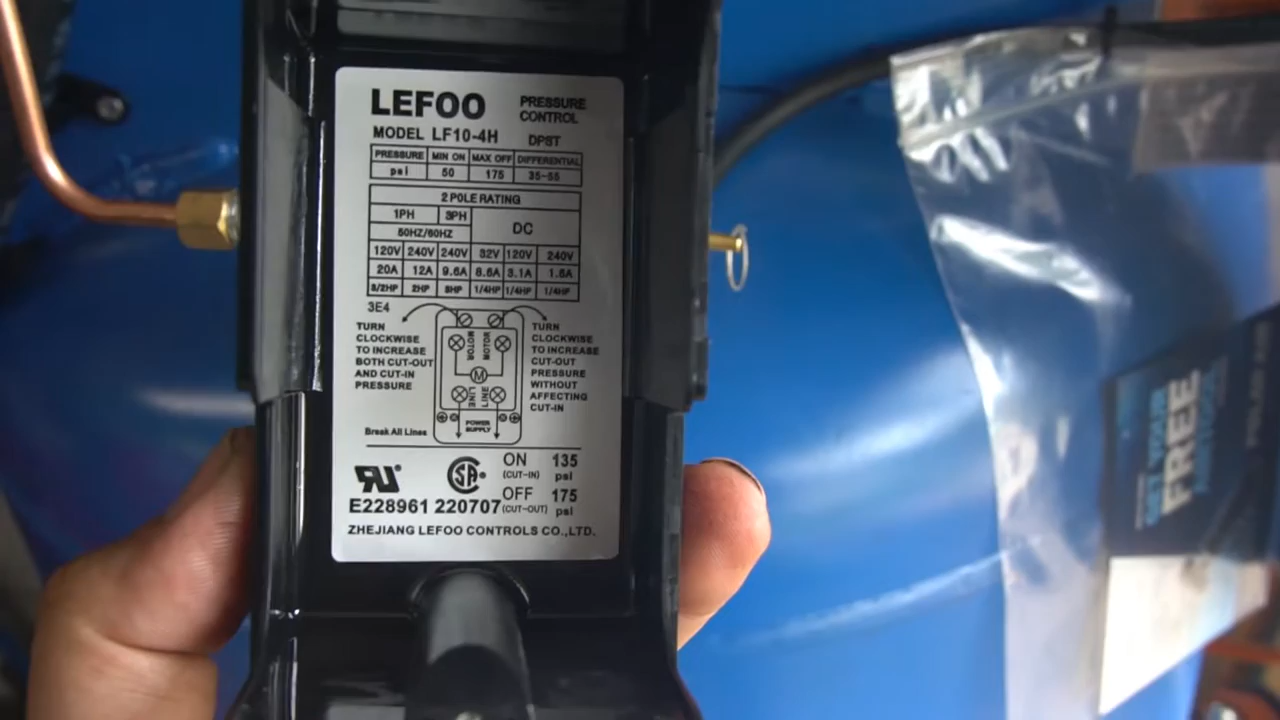 LEFOO
PRESSURE
CONTROL
MODEL LF10-4H
DPST
PRESSURE MIN ON MAX OFF DIFFERENTIAL
psi 50 175 35-55
2 POLE RATING
1PH 3PH DC
50HZ/60HZ
120V 240V 240V 32V 120V 240V
20A 12A 9.6A 8.6A 3.1A 1.6A
3/2HP 2HP 3HP 1/4HP 1/4HP 1/4HP
3E4
TURN
CLOCKWISE
TO INCREASE
BOTH CUT-OUT
AND CUT-IN
PRESSURE
MOTOR MOTOR
M
LINE LINE
POWER
SUPPLY
TURN
CLOCKWISE
TO INCREASE
CUT-OUT
PRESSURE
WITHOUT
AFFECTING
CUT-IN
Break All Lines
RU
SA
ON 135
(CUT-IN) psi
OFF 175
(CUT-OUT) psi
E228961 220707
ZHEJIANG LEFOO CONTROLS CO.,LTD.
GET YOUR
FREE